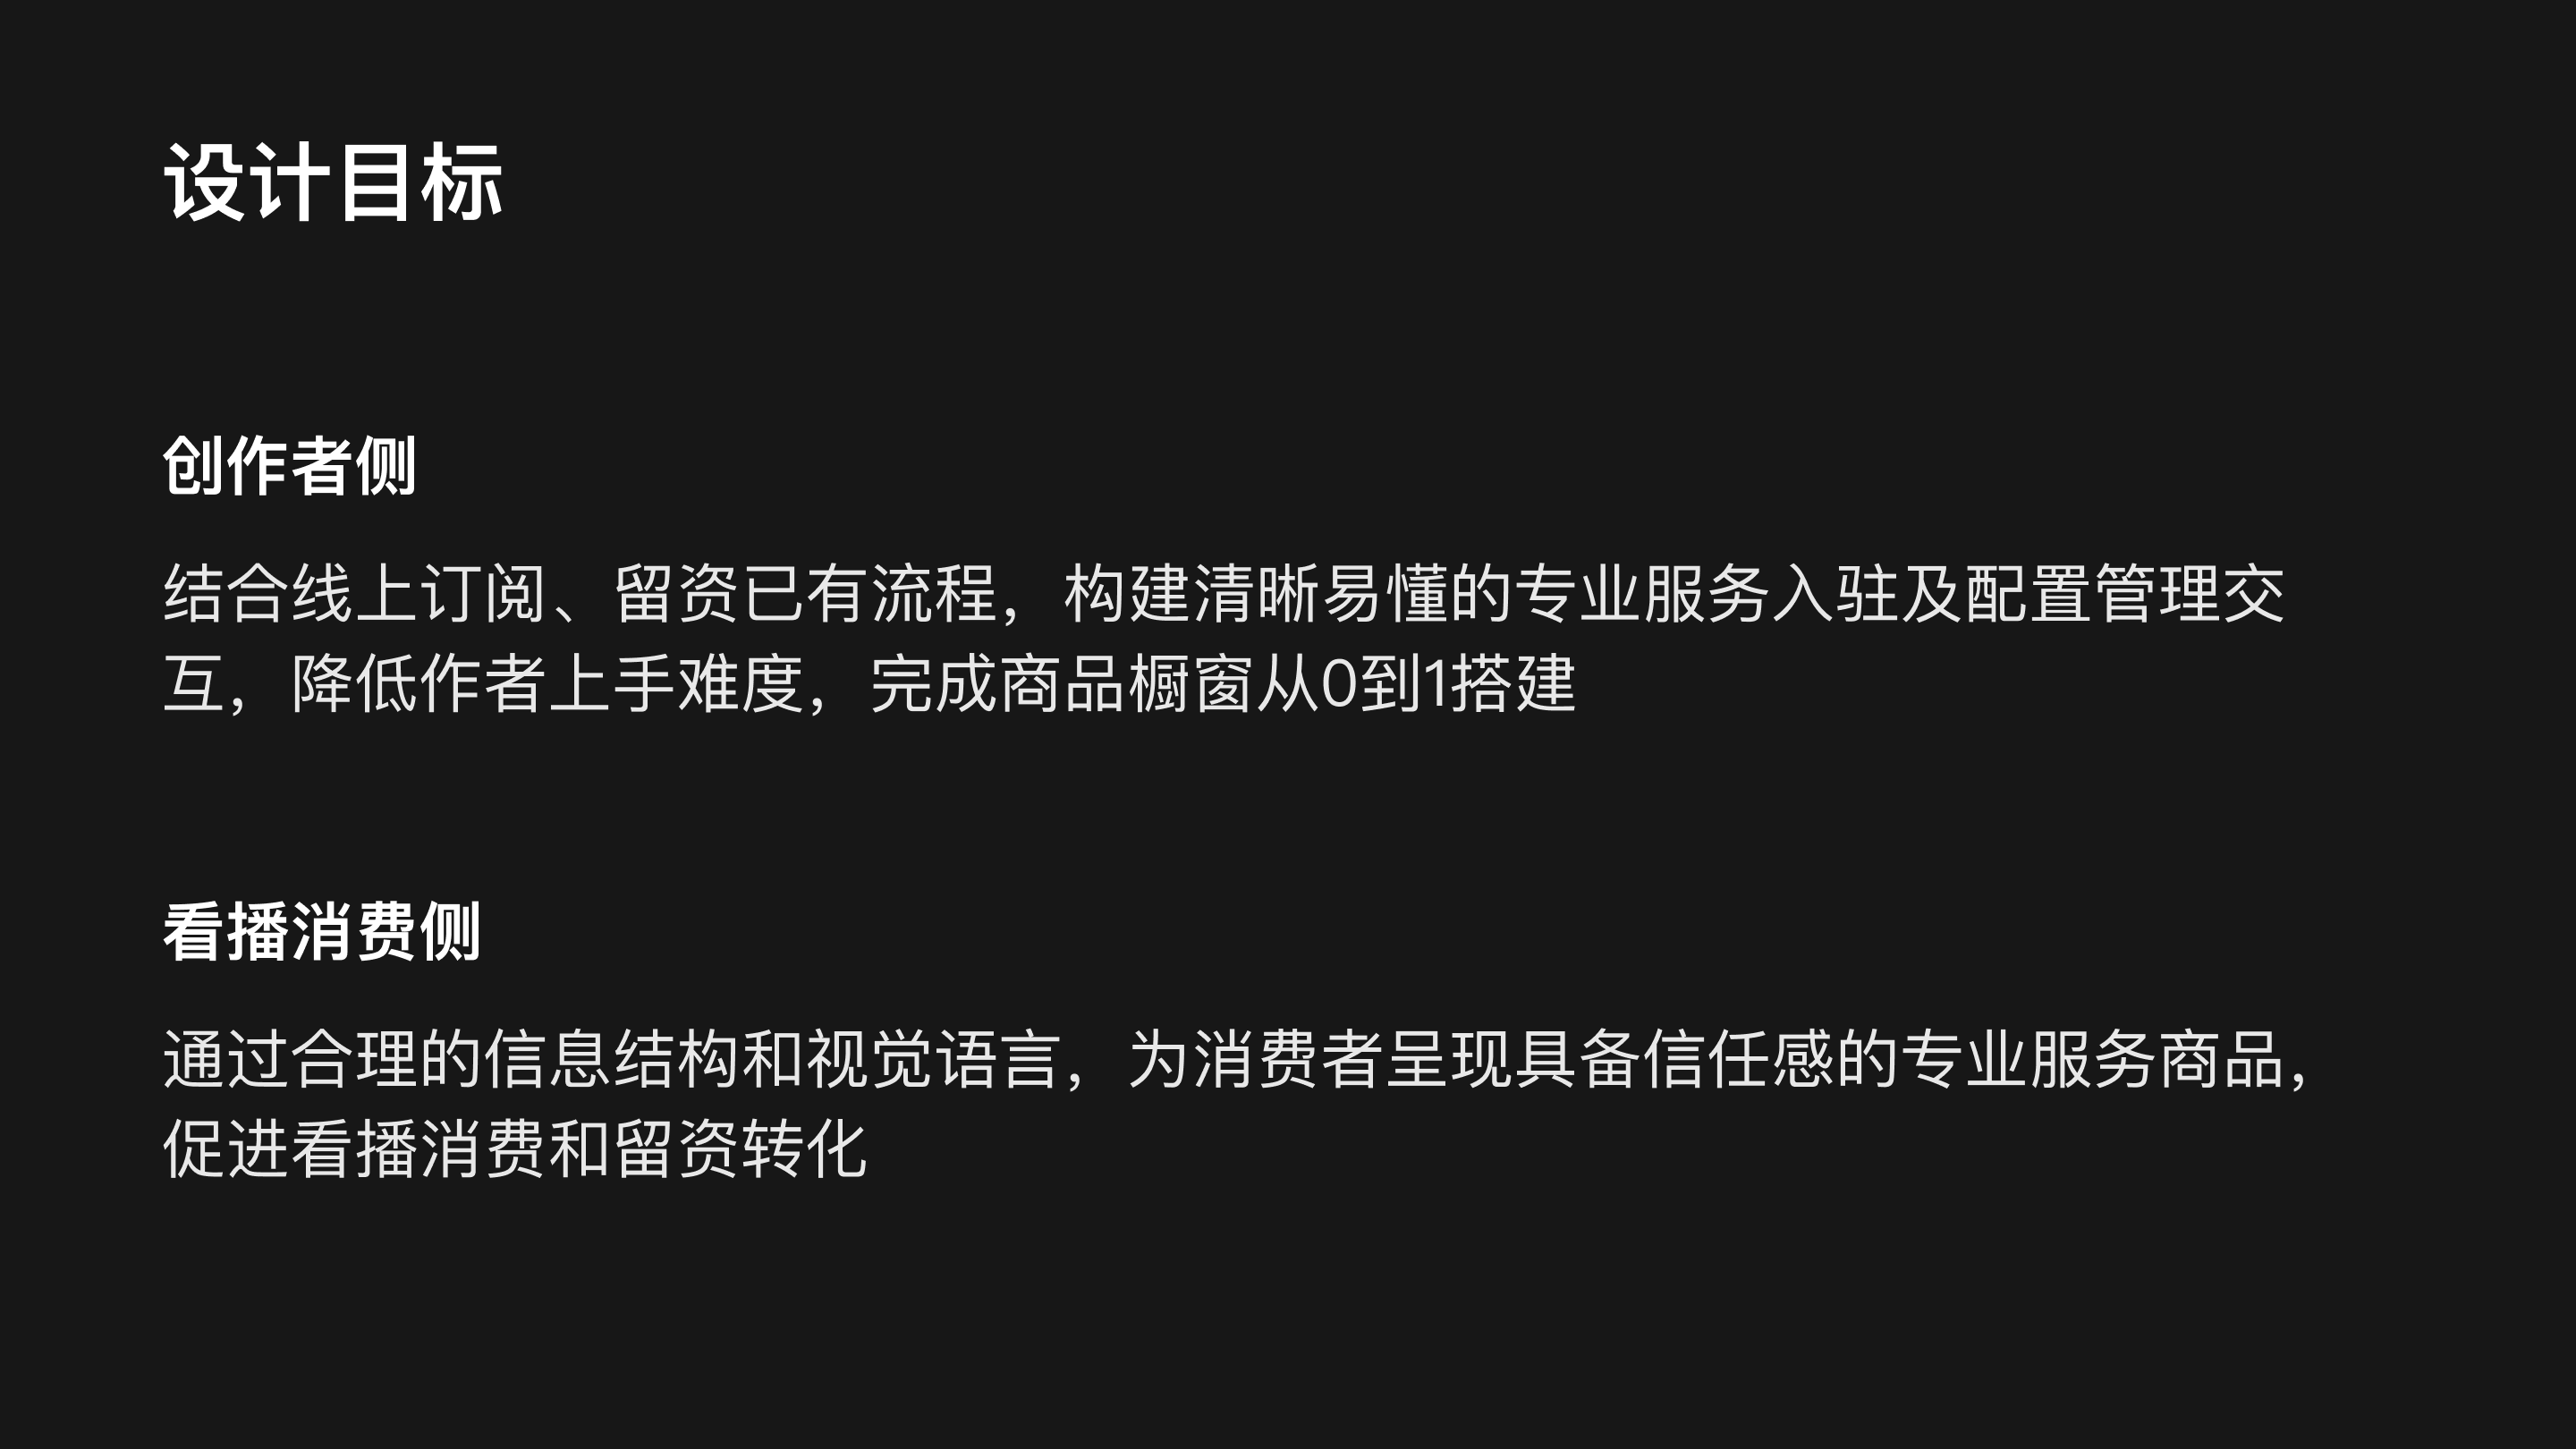 设计目标
创作者侧
结合线上订阅、留资已有流程，构建清晰易懂的专业服务入驻及配置管理交
互，降低作者上手难度，完成商品橱窗从0到1搭建
看播消费侧
通过合理的信息结构和视觉语言，为消费者呈现具备信任感的专业服务商品，
促进看播消费和留资转化